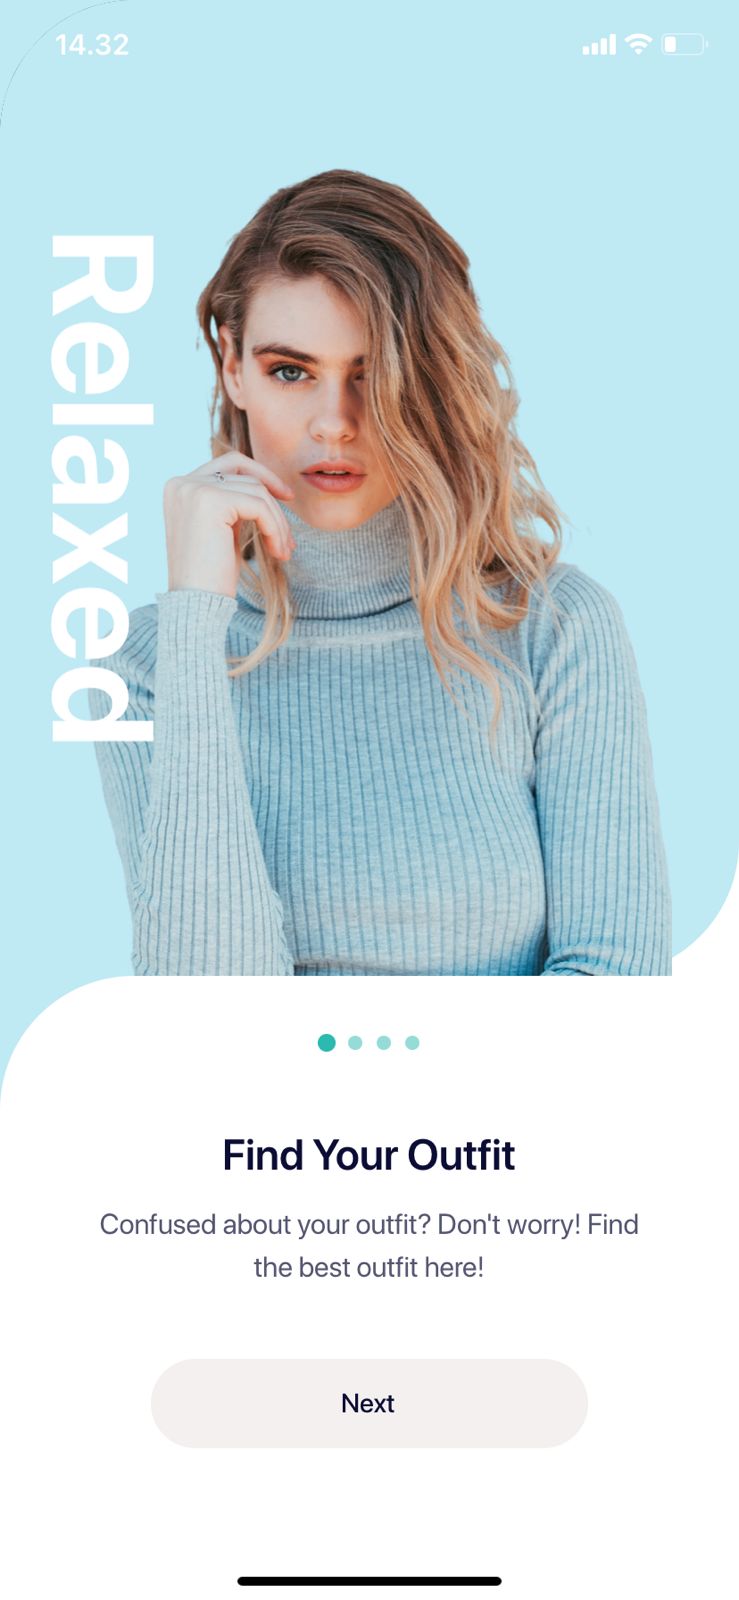 14.32
Relaxed
Find Your Outfit
Confused about your outfit? Don't worry! Find
the best outfit here!
Next